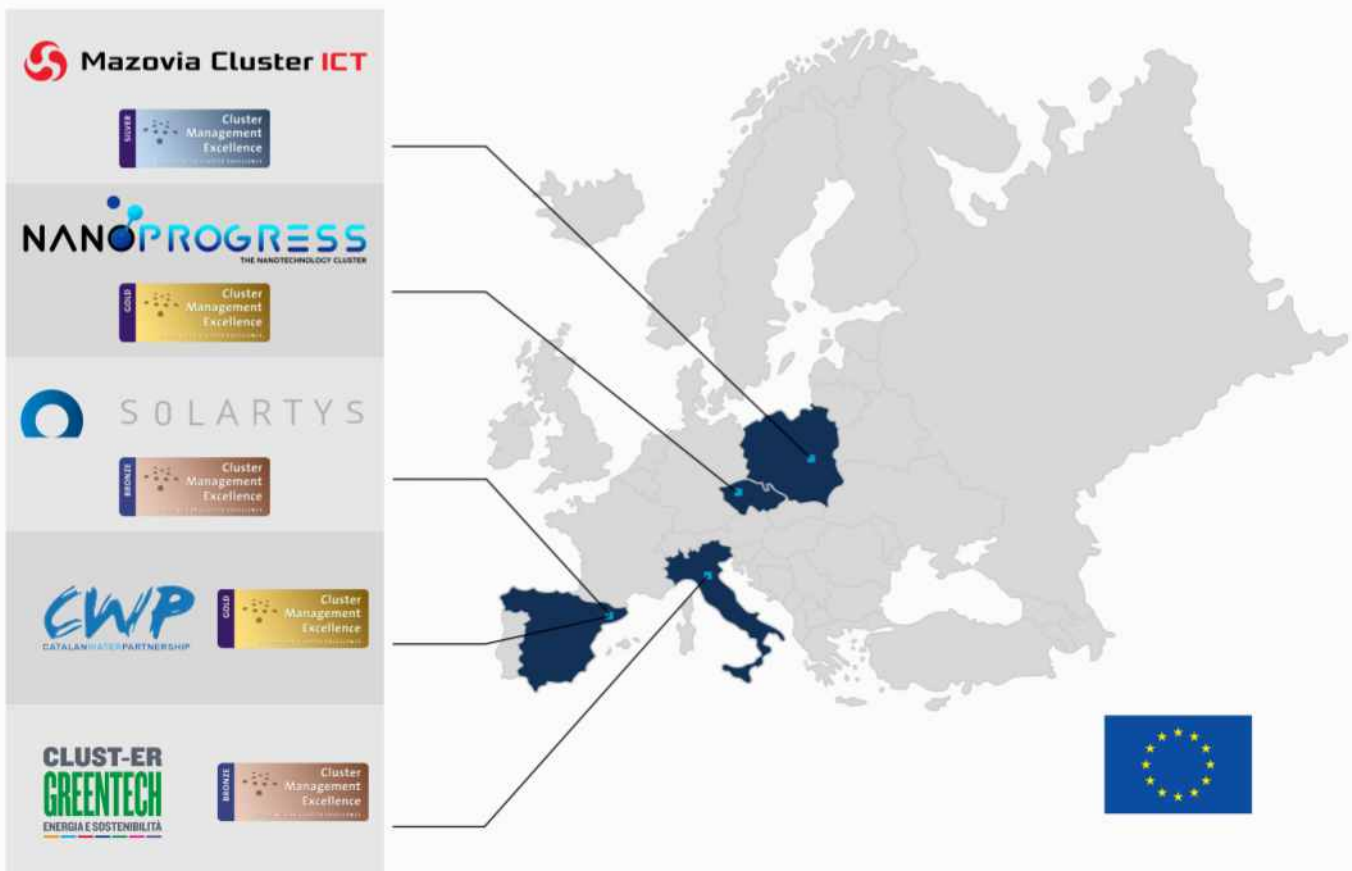 Mazovia Cluster ICT
SILVER
Cluster
Management
Excellence
NANOPROGRESS
THE NANOTECHNOLOGY CLUSTER
GOLD
Cluster
Management
Excellence
SOLARTYS
BRONZE
Cluster
Management
Excellence
CWP
CATALANWATERPARTNERSHIP
GOLD
Cluster
Management
Excellence
CLUST-ER
GREENTECH
ENERGIA E SOSTENIBILITÀ
BRONZE
Cluster
Management
Excellence